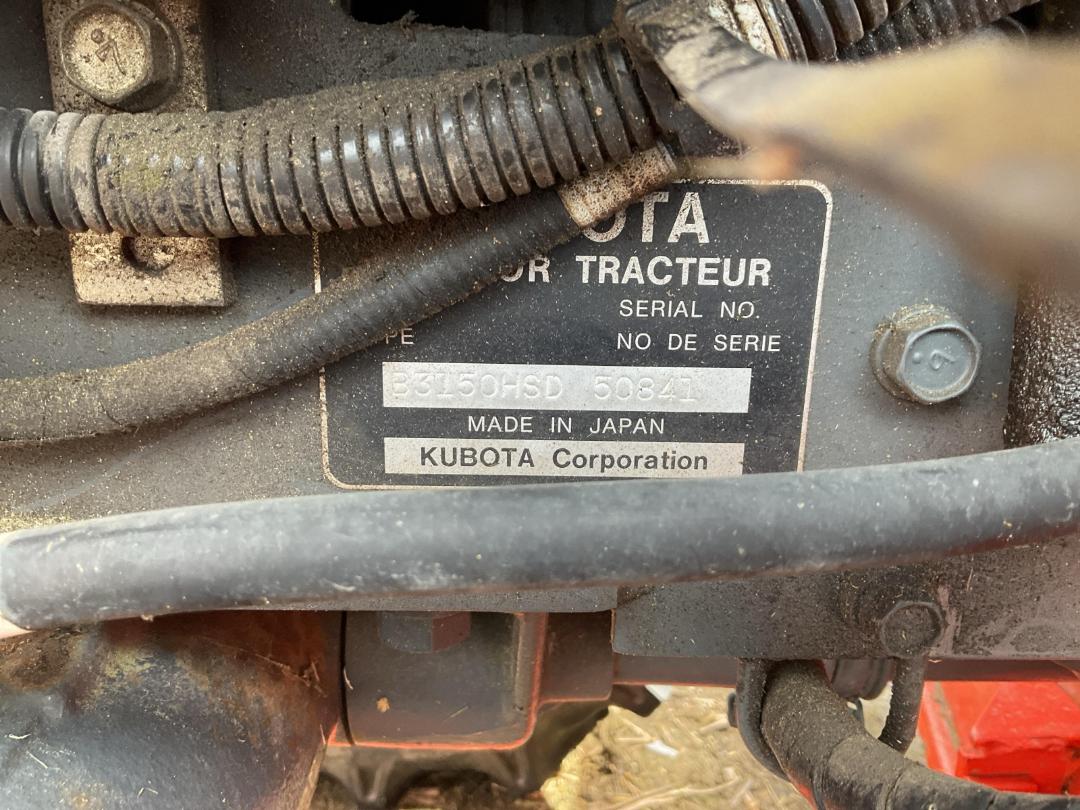 OTA
OR TRACTEUR
SERIAL NO.
PE NO DE SERIE
B3150HSD 50841
MADE IN JAPAN
KUBOTA Corporation